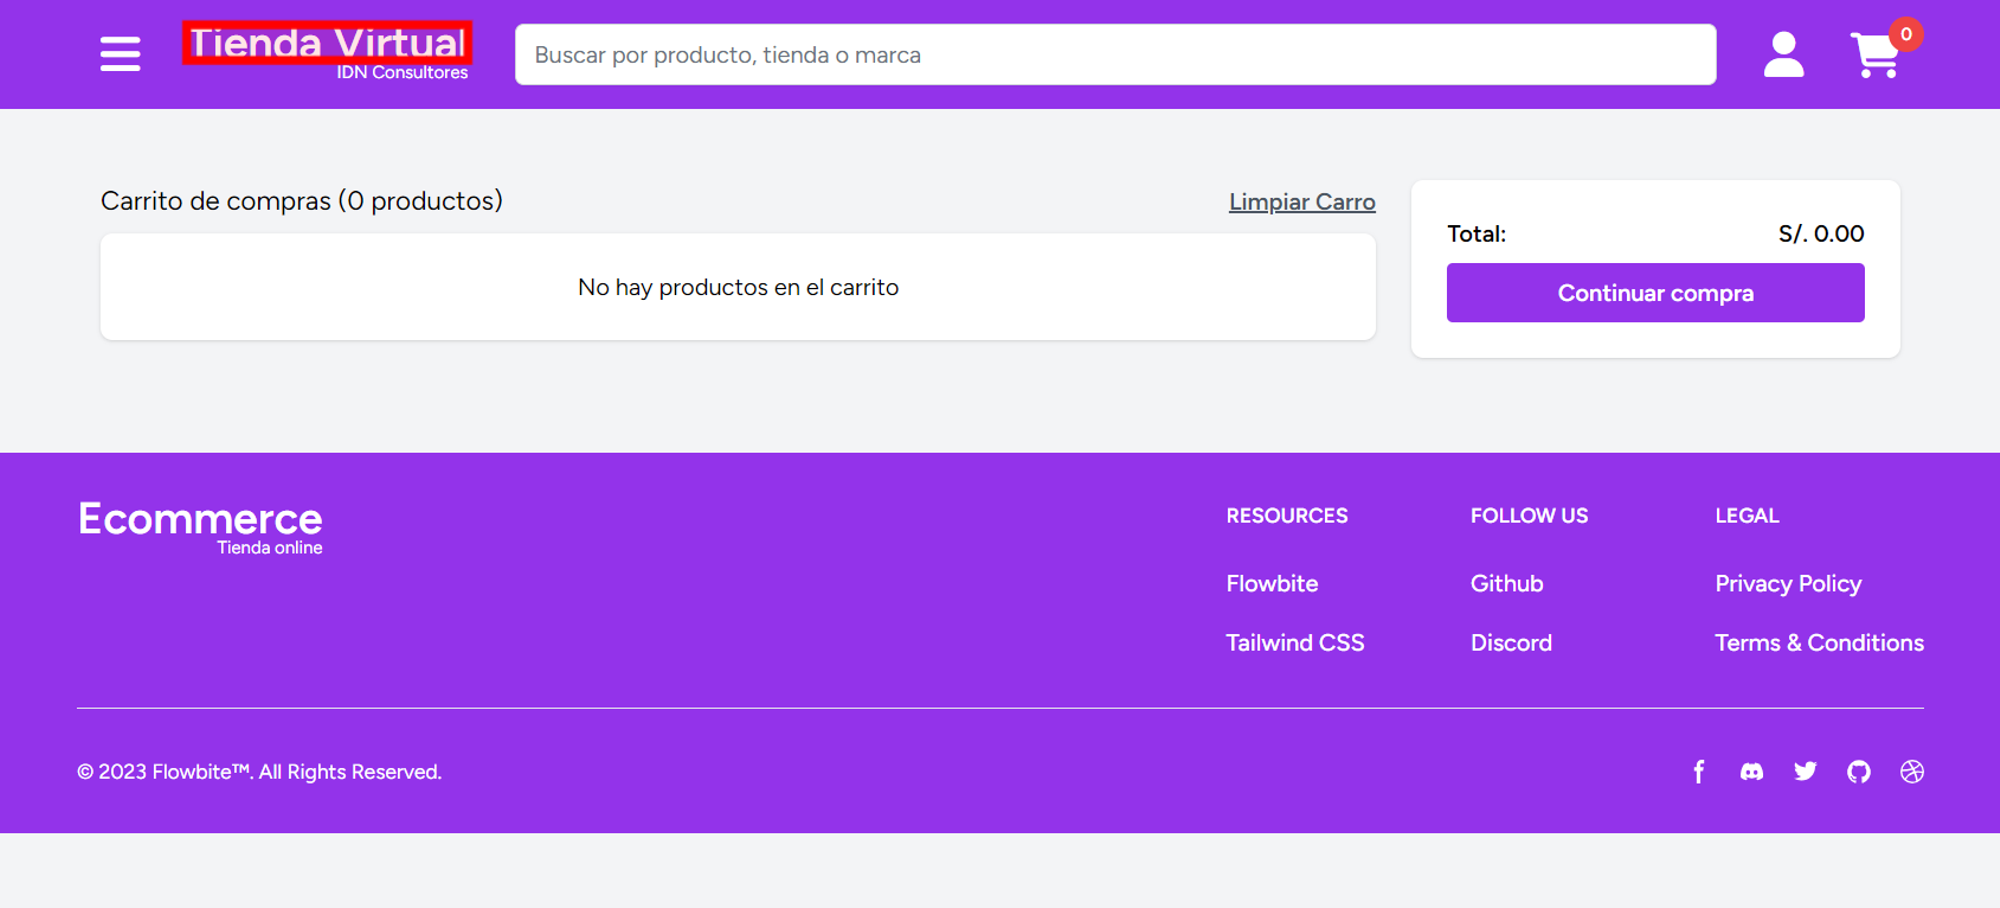 Tienda Virtual
IDN Consultores
Buscar por producto, tienda o marca
0
Carrito de compras (0 productos)
Limpiar Carro
No hay productos en el carrito
Total: S/. 0.00
Continuar compra
Ecommerce
Tienda online
RESOURCES
Flowbite
Tailwind CSS
FOLLOW US
Github
Discord
LEGAL
Privacy Policy
Terms & Conditions
© 2023 Flowbite™. All Rights Reserved.